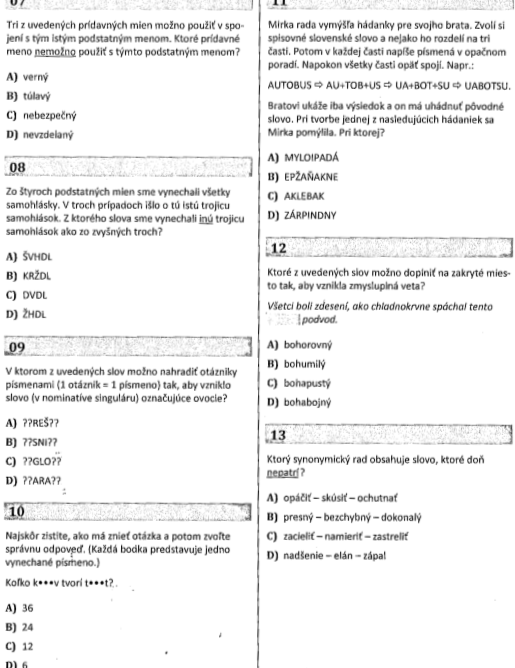 07
Tri z uvedených prídavných mien možno použiť v spo-
jení s tým istým podstatným menom. Ktoré prídavné
meno nemožno použiť s týmto podstatným menom?
A) verný
B) túlavý
C) nebezpečný
D) nevzdelaný
08
Zo štyroch podstatných mien sme vynechali všetky
samohlásky. V troch prípadoch išlo o tú istú trojicu
samohlások. Z ktorého slova sme vynechali inú trojicu
samohlások ako zo zvyšných troch?
A) ŠVHDL
B) KRŽDL
C) DVDL
D) ŽHDL
09
V ktorom z uvedených slov možno nahradiť otázniky
písmenami (1 otáznik = 1 písmeno) tak, aby vzniklo
slovo (v nominatíve singuláru) označujúce ovocie?
A) ??REŠ??
B) ??SNI??
C) ??GLO??
D) ??ARA??
10
Najskôr zistite, ako má znieť otázka a potom zvoľte
správnu odpoveď. (Každá bodka predstavuje jedno
vynechané písmeno.)
Koľko k•••v tvorí t•••t?
A) 36
B) 24
C) 12
D) 6
11
Mirka rada vymýšľa hádanky pre svojho brata. Zvolí si
spisovné slovenské slovo a nejako ho rozdelí na tri
časti. Potom v každej časti napíše písmená v opačnom
poradí. Napokon všetky časti opäť spojí. Napr.:
AUTOBUS ⇨ AU+TOB+US ⇨ UA+BOT+SU ⇨ UABOTSU.
Bratovi ukáže iba výsledok a on má uhádnuť pôvodné
slovo. Pri tvorbe jednej z nasledujúcich hádaniek sa
Mirka pomýlila. Pri ktorej?
A) MYLOIPADÁ
B) EPŽAŇAKNE
C) AKLEBAK
D) ZÁRPINDNY
12
Ktoré z uvedených slov možno doplniť na zakryté mies-
to tak, aby vznikla zmysluplná veta?
Všetci boli zdesení, ako chladnokrvne spáchal tento
podvod.
A) bohorovný
B) bohumilý
C) bohapustý
D) bohabojný
13
Ktorý synonymický rad obsahuje slovo, ktoré doň
nepatrí?
A) opáčiť – skúsiť – ochutnať
B) presný – bezchybný – dokonalý
C) zacieliť – namieriť – zastreliť
D) nadšenie – elán – zápal